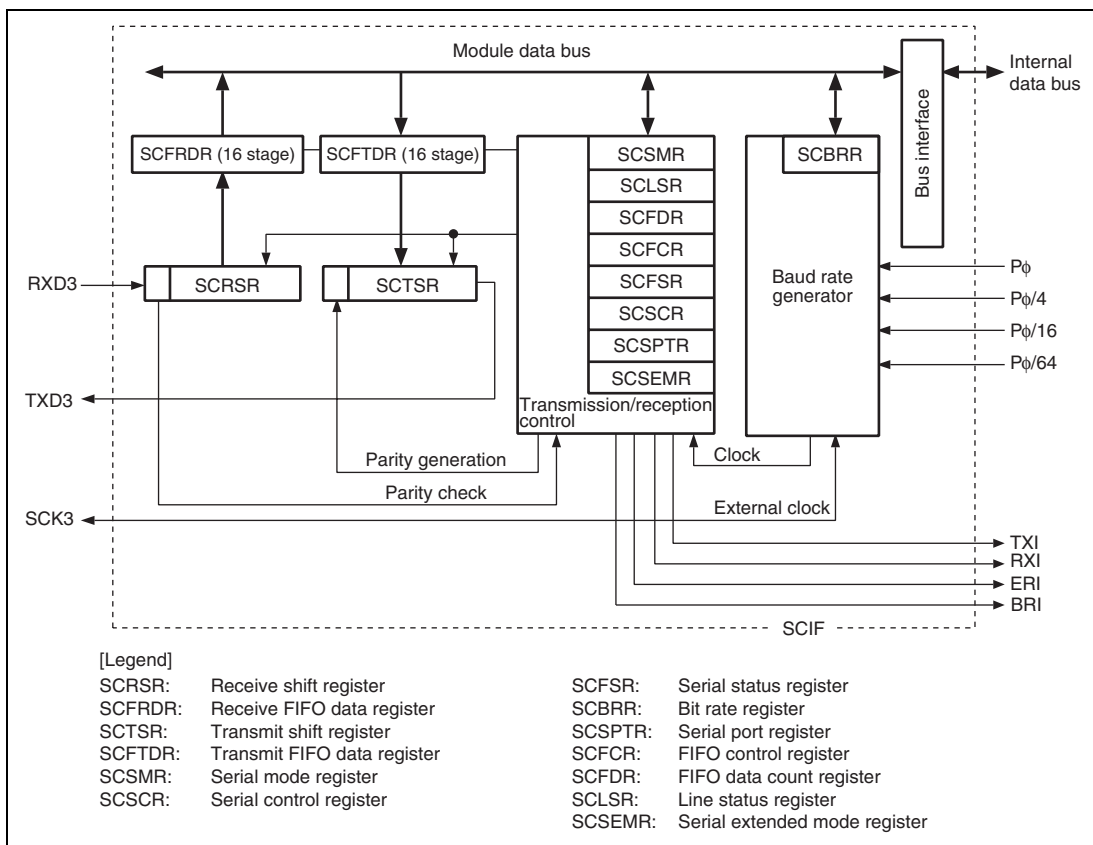 Module data bus
Internal
data bus
Bus interface
SCFRDR (16 stage)
SCFTDR (16 stage)
SCSMR
SCBRR
SCLSR
SCFDR
SCFCR
SCFSR
SCSCR
SCSPTR
SCSEMR
Transmission/reception
control
Baud rate
generator
RXD3
SCRSR
SCTSR
Pϕ
Pϕ/4
Pϕ/16
Pϕ/64
TXD3
Parity generation
Clock
Parity check
SCK3
External clock
TXI
RXI
ERI
BRI
SCIF
[Legend]
SCRSR: Receive shift register
SCFRDR: Receive FIFO data register
SCTSR: Transmit shift register
SCFTDR: Transmit FIFO data register
SCSMR: Serial mode register
SCSCR: Serial control register
SCFSR: Serial status register
SCBRR: Bit rate register
SCSPTR: Serial port register
SCFCR: FIFO control register
SCFDR: FIFO data count register
SCLSR: Line status register
SCSEMR: Serial extended mode register